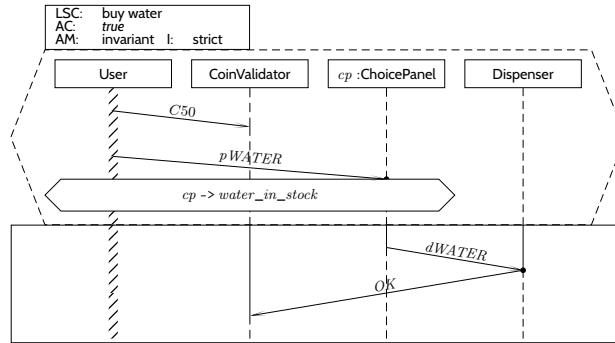 LSC: buy water
AC: true
AM: invariant I: strict
User CoinValidator cp :ChoicePanel Dispenser
C50
pWATER
cp -> water_in_stock
dWATER
OK